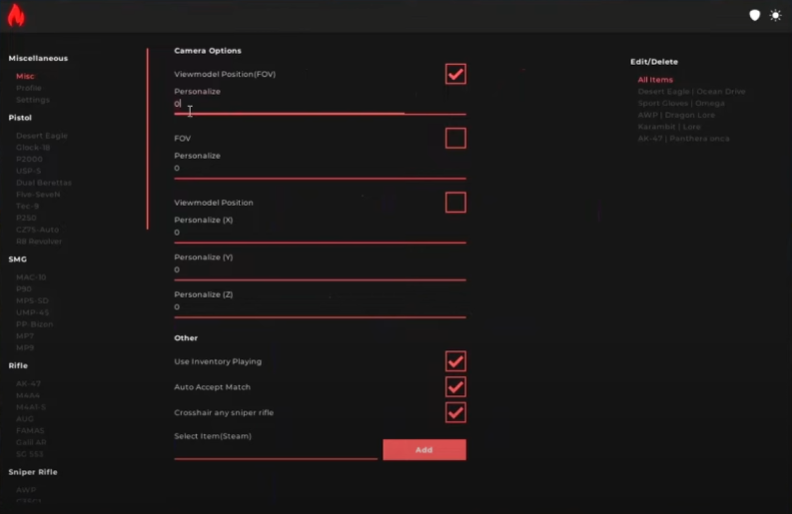 Miscellaneous
Misc
Profile
Settings
Pistol
Desert Eagle
Glock-18
P2000
USP-S
Dual Berettas
Five-SeveN
Tec-9
P250
CZ75-Auto
R8 Revolver
SMG
MAC-10
P90
MP5-SD
UMP-45
PP-Bizon
MP7
MP9
Rifle
AK-47
M4A4
M4A1-S
AUG
FAMAS
Galil AR
SG 553
Sniper Rifle
AWP
Camera Options
Viewmodel Position(FOV)
Personalize
0
FOV
Personalize
0
Viewmodel Position
Personalize (X)
0
Personalize (Y)
0
Personalize (Z)
0
Other
Use Inventory Playing
Auto Accept Match
Crosshair any sniper rifle
Select Item(Steam)
Add
Edit/Delete
All Items
Desert Eagle | Ocean Drive
Sport Gloves | Omega
AWP | Dragon Lore
Karambit | Lore
AK-47 | Panthera onca